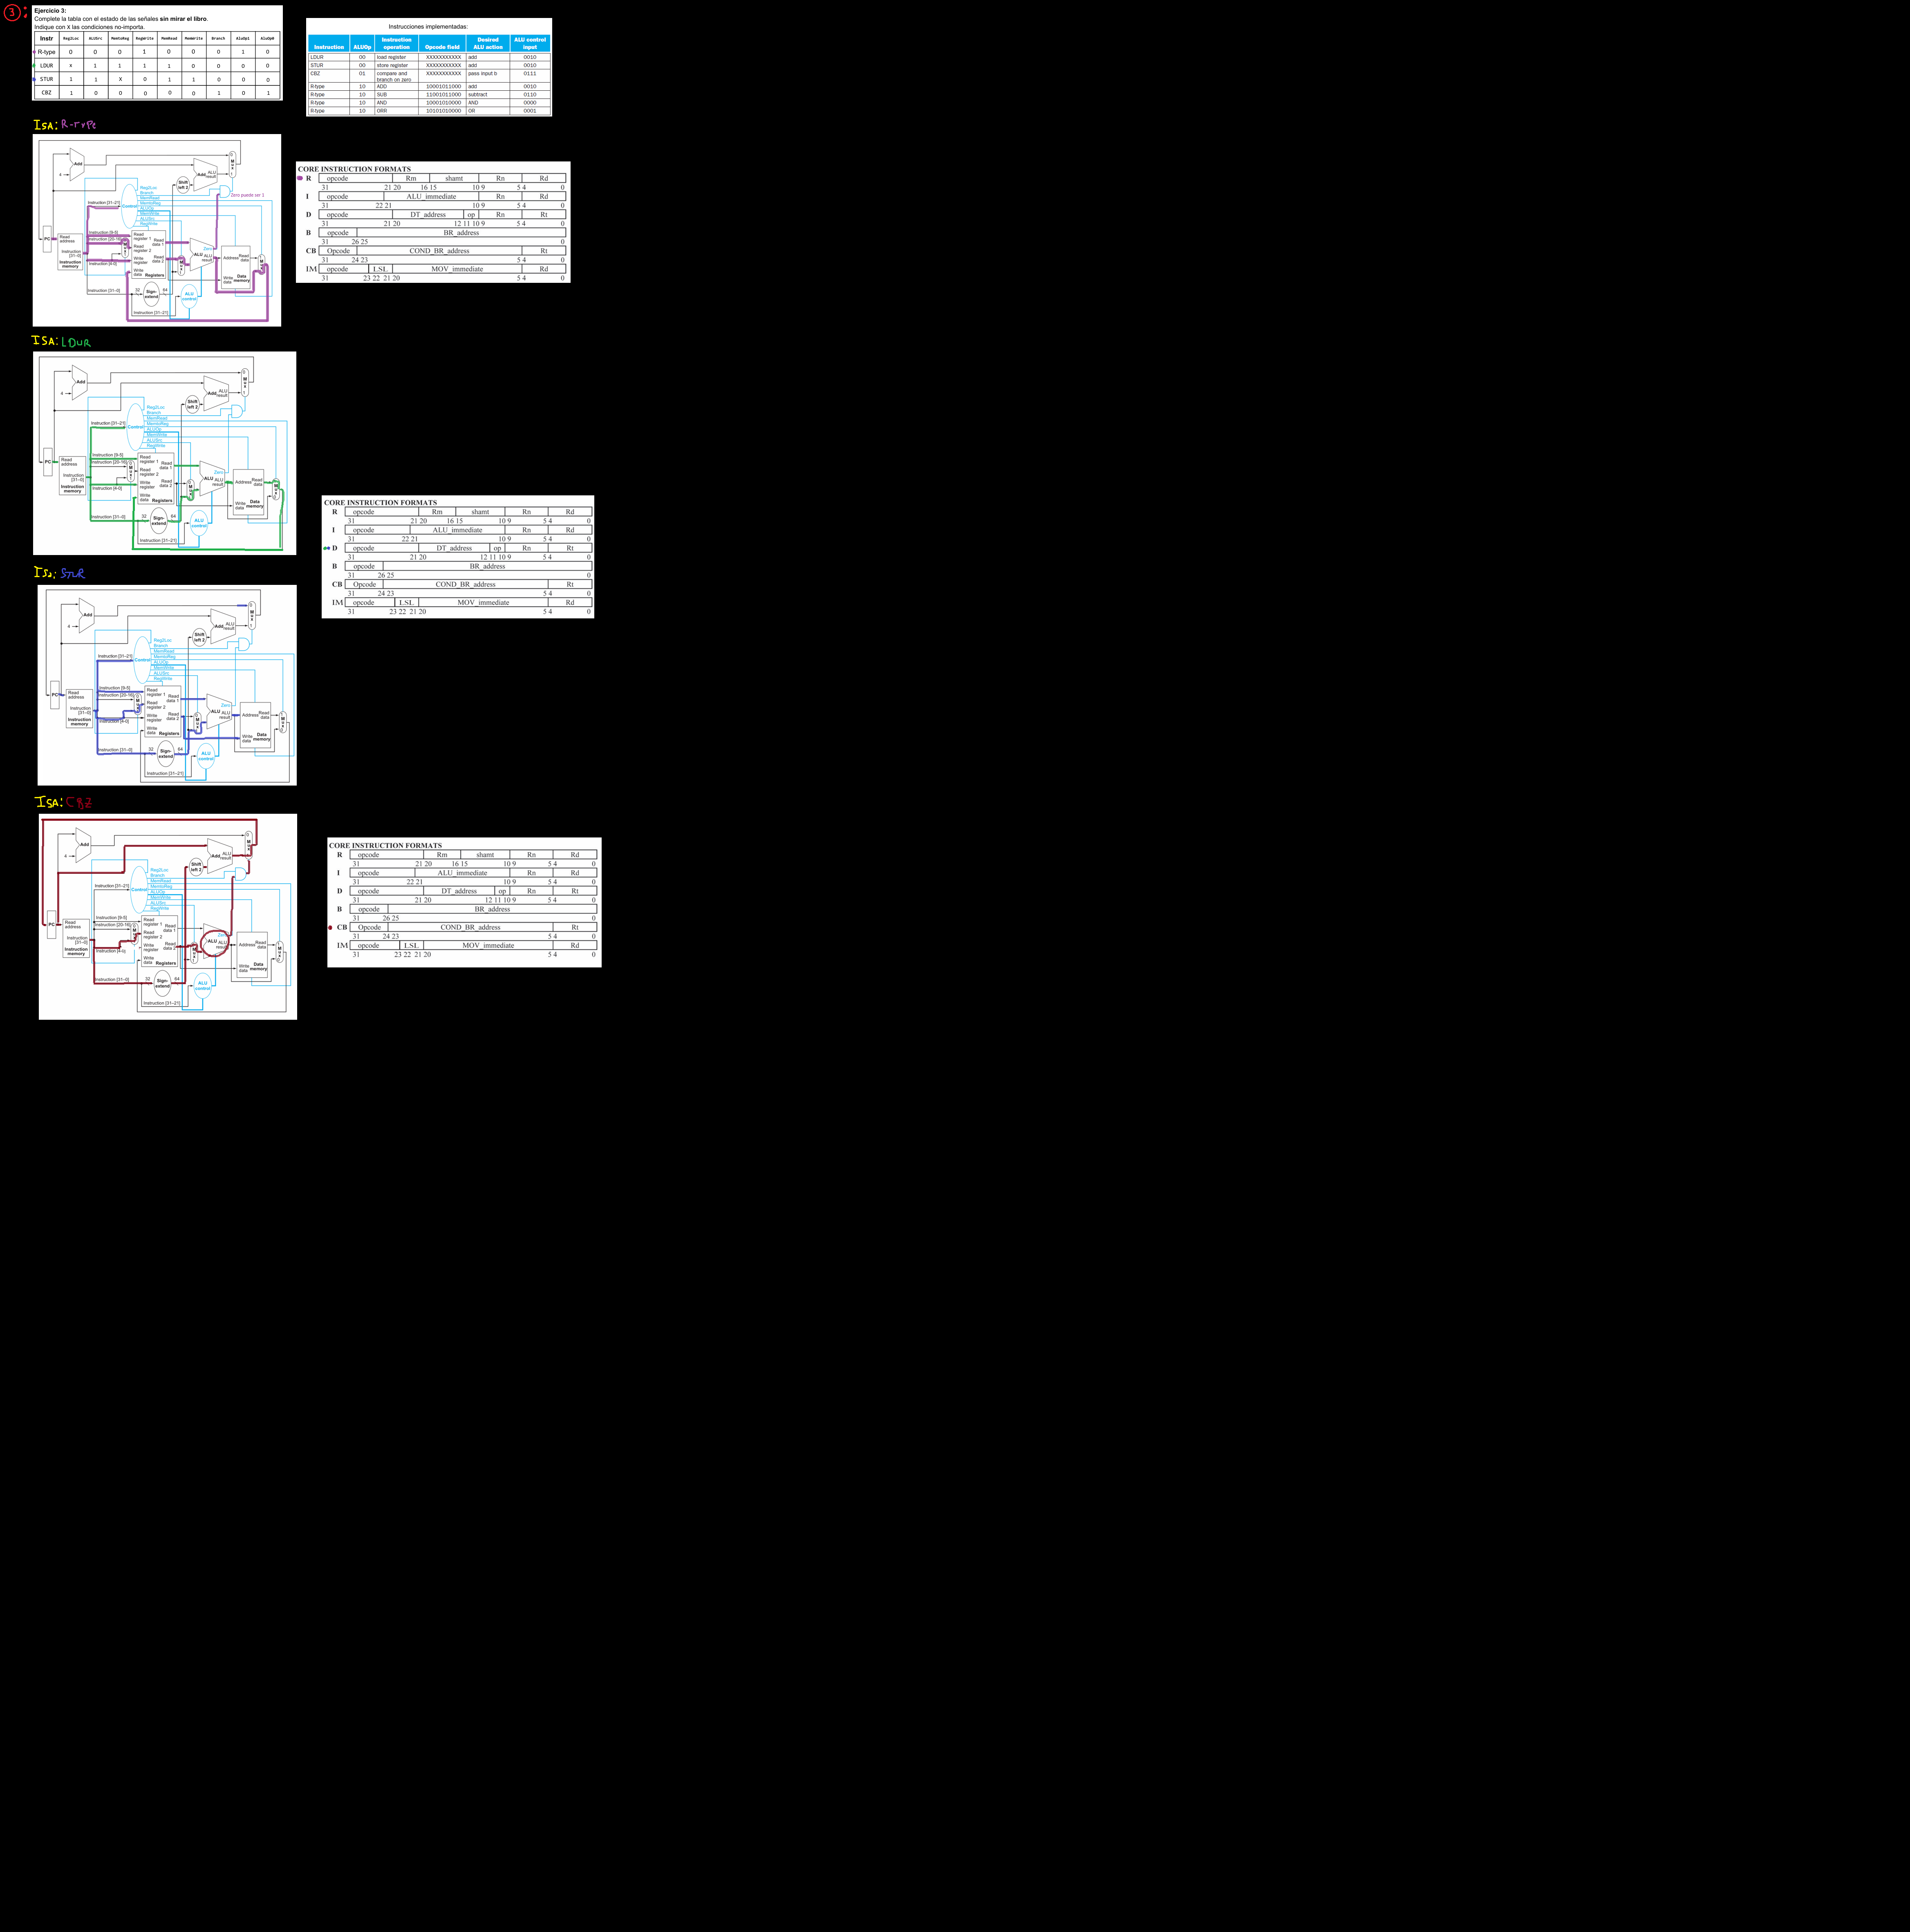 3:
Ejercicio 3:
Complete la tabla con el estado de las señales sin mirar el libro.
Indique con X las condiciones no-importa.
Instr Reg2Loc ALUSrc MemtoReg RegWrite MemRead MemWrite Branch AluOp1 AluOp0
R-type 0 0 0 1 0 0 0 1 0
LDUR x 1 1 1 1 0 0 0 0
STUR 1 1 X 0 1 1 0 0 0
CBZ 1 0 0 0 0 0 1 0 1
Instrucciones implementadas:
Instruction ALUOp Instruction operation Opcode field Desired ALU action ALU control input
LDUR 00 load register XXXXXXXXXXX add 0010
STUR 00 store register XXXXXXXXXXX add 0010
CBZ 01 compare and branch on zero XXXXXXXXXXX pass input b 0111
R-type 10 ADD 10001011000 add 0010
R-type 10 SUB 11001011000 subtract 0110
R-type 10 AND 10001010000 AND 0000
R-type 10 ORR 10101010000 OR 0001
ISA: R-TYPE
Add
4
Add ALU result
0 Mux 1
Shift left 2
Reg2Loc
Branch
MemRead
MemtoReg
ALUOp
MemWrite
ALUSrc
RegWrite
Zero puede ser 1
Instruction [31–21]
Control
PC
Read address
Instruction [31–0]
Instruction memory
Instruction [9-5]
Instruction [20-16]
Instruction [4-0]
Read register 1
Read register 2
Write register
Write data
Registers
Read data 1
Read data 2
Zero
ALU ALU result
Address
Read data
Write data
Data memory
Instruction [31–0]
32
Sign-extend
64
ALU control
Instruction [31–21]
CORE INSTRUCTION FORMATS
R opcode Rm shamt Rn Rd
31 21 20 16 15 10 9 5 4 0
I opcode ALU_immediate Rn Rd
31 22 21 10 9 5 4 0
D opcode DT_address op Rn Rt
31 21 20 12 11 10 9 5 4 0
B opcode BR_address
31 26 25 0
CB Opcode COND_BR_address Rt
31 24 23 5 4 0
IM opcode LSL MOV_immediate Rd
31 23 22 21 20 5 4 0
ISA: LDUR
Add
4
Add ALU result
0 Mux 1
Shift left 2
Reg2Loc
Branch
MemRead
MemtoReg
ALUOp
MemWrite
ALUSrc
RegWrite
Instruction [31–21]
Control
PC
Read address
Instruction [31–0]
Instruction memory
Instruction [9-5]
Instruction [20-16]
Instruction [4-0]
Read register 1
Read register 2
Write register
Write data
Registers
Read data 1
Read data 2
Zero
ALU ALU result
Address
Read data
Write data
Data memory
Instruction [31–0]
32
Sign-extend
64
ALU control
Instruction [31–21]
CORE INSTRUCTION FORMATS
R opcode Rm shamt Rn Rd
31 21 20 16 15 10 9 5 4 0
I opcode ALU_immediate Rn Rd
31 22 21 10 9 5 4 0
D opcode DT_address op Rn Rt
31 21 20 12 11 10 9 5 4 0
B opcode BR_address
31 26 25 0
CB Opcode COND_BR_address Rt
31 24 23 5 4 0
IM opcode LSL MOV_immediate Rd
31 23 22 21 20 5 4 0
ISA: STUR
Add
4
Add ALU result
0 Mux 1
Shift left 2
Reg2Loc
Branch
MemRead
MemtoReg
ALUOp
MemWrite
ALUSrc
RegWrite
Instruction [31–21]
Control
PC
Read address
Instruction [31–0]
Instruction memory
Instruction [9-5]
Instruction [20-16]
Instruction [4-0]
Read register 1
Read register 2
Write register
Write data
Registers
Read data 1
Read data 2
Zero
ALU ALU result
Address
Read data
Write data
Data memory
Instruction [31–0]
32
Sign-extend
64
ALU control
Instruction [31–21]
ISA: CBZ
Add
4
Add ALU result
0 Mux
Shift left 2
Reg2Loc
Branch
MemRead
MemtoReg
ALUOp
MemWrite
ALUSrc
RegWrite
Instruction [31–21]
Control
PC
Read address
Instruction [31–0]
Instruction memory
Instruction [9-5]
Instruction [20-16]
Instruction [4-0]
Read register 1
Read register 2
Write register
Write data
Registers
Read data 1
Read data 2
Zero
ALU ALU result
Address
Read data
Write data
Data memory
Instruction [31–0]
32
Sign-extend
64
ALU control
Instruction [31–21]
CORE INSTRUCTION FORMATS
R opcode Rm shamt Rn Rd
31 21 20 16 15 10 9 5 4 0
I opcode ALU_immediate Rn Rd
31 22 21 10 9 5 4 0
D opcode DT_address op Rn Rt
31 21 20 12 11 10 9 5 4 0
B opcode BR_address
31 26 25 0
CB Opcode COND_BR_address Rt
31 24 23 5 4 0
IM opcode LSL MOV_immediate Rd
31 23 22 21 20 5 4 0